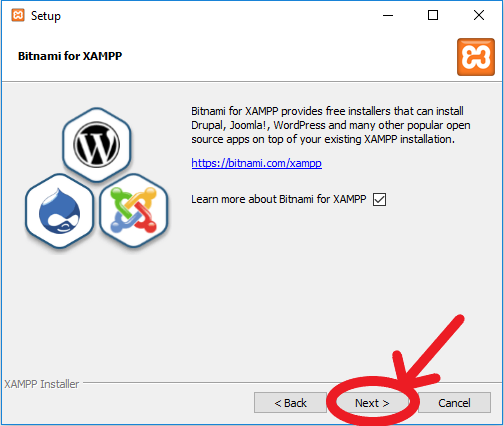 Setup
Bitnami for XAMPP
Bitnami for XAMPP provides free installers that can install
Drupal, Joomla!, WordPress and many other popular open
source apps on top of your existing XAMPP installation.
https://bitnami.com/xampp
Learn more about Bitnami for XAMPP
XAMPP Installer
< Back
Next >
Cancel